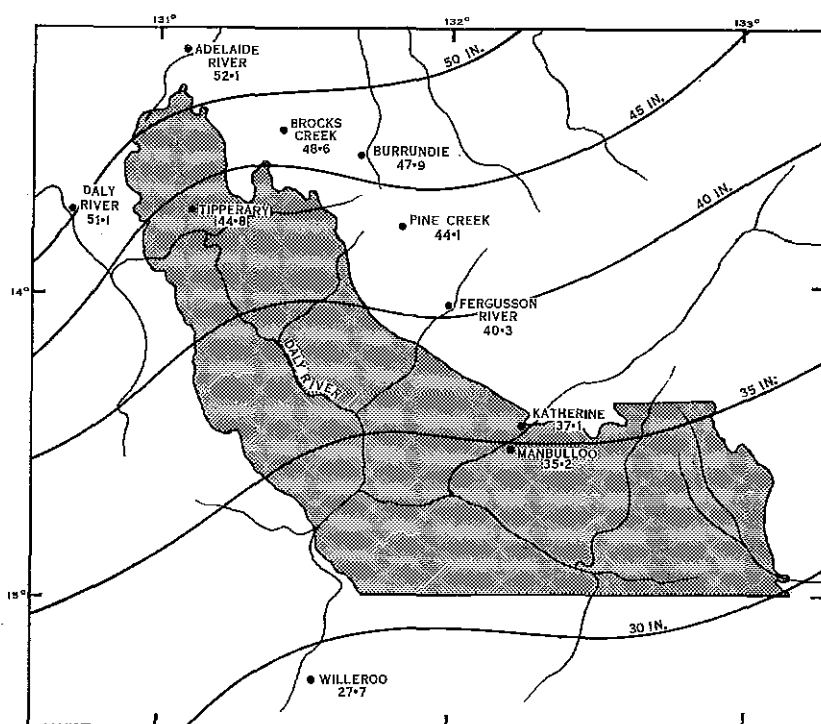 131°
132°
133°
ADELAIDE
RIVER
52·1
50 IN.
45 IN.
BROCKS
CREEK
48·6
BURRUNDIE
47·9
40 IN.
DALY
RIVER
51·1
TIPPERARY
44·8
PINE CREEK
44·1
14°
FERGUSSON
RIVER
40·3
DALY RIVER
35 IN.
KATHERINE
37·1
MANBULLOO
35·2
15°
30 IN.
WILLEROO
27·7